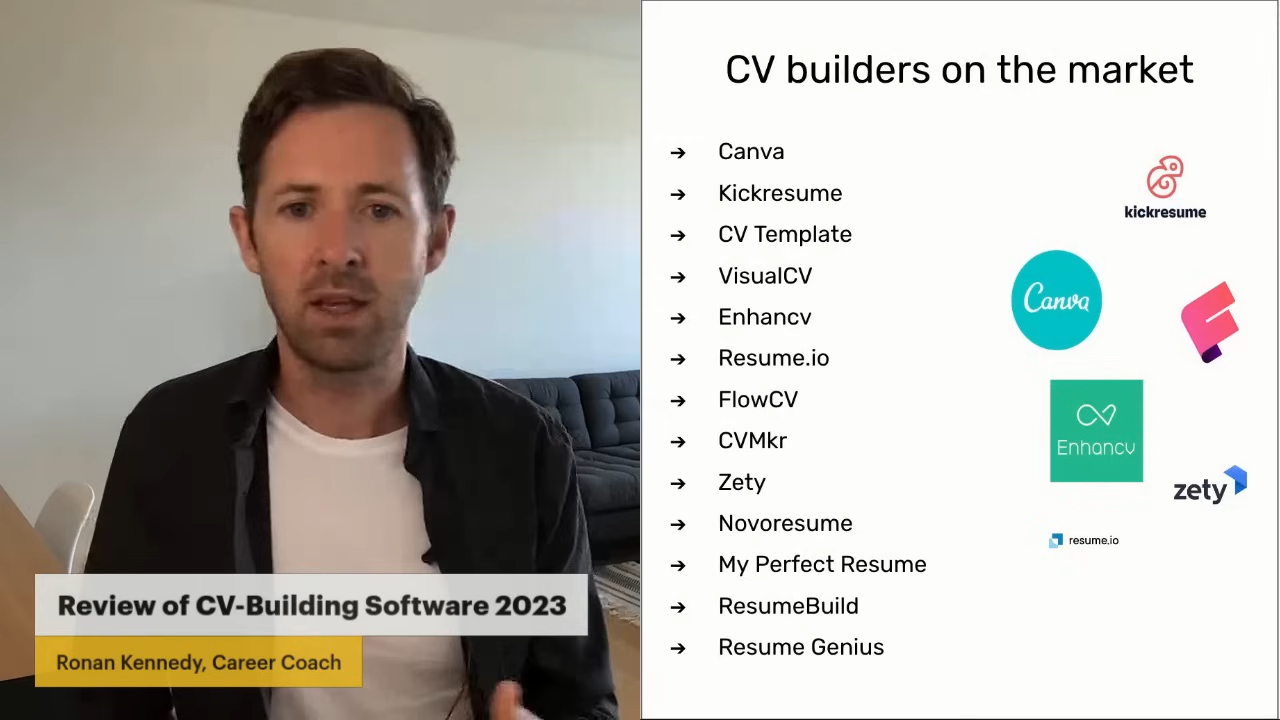 CV builders on the market
➔ Canva
➔ Kickresume
➔ CV Template
➔ VisualCV
➔ Enhancv
➔ Resume.io
➔ FlowCV
➔ CVMkr
➔ Zety
➔ Novoresume
➔ My Perfect Resume
➔ ResumeBuild
➔ Resume Genius
kickresume
Canva
Enhancv
zety
resume.io
Review of CV-Building Software 2023
Ronan Kennedy, Career Coach